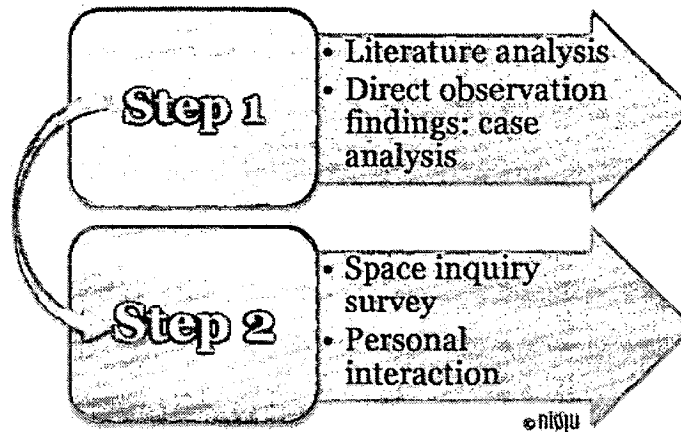 Step 1
• Literature analysis
• Direct observation
findings: case
analysis
Step 2
• Space inquiry
survey
• Personal
interaction